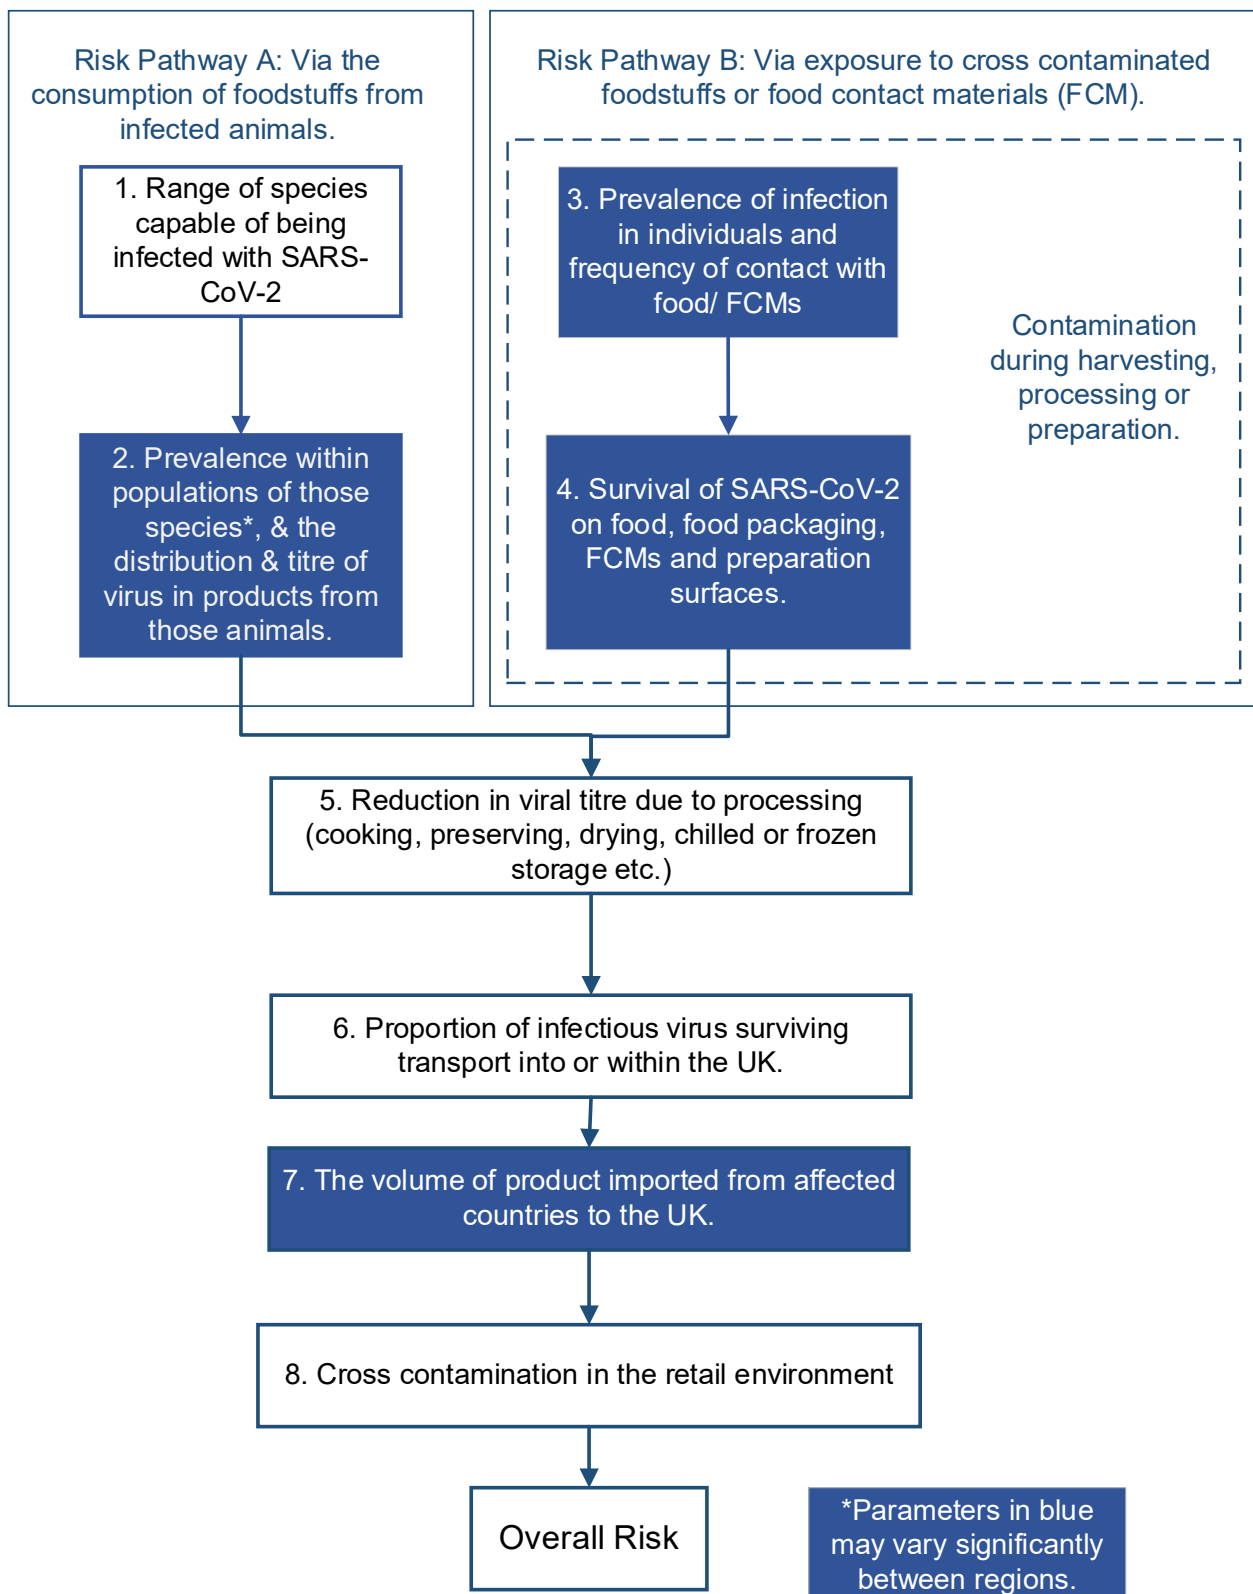 Risk Pathway A: Via the
consumption of foodstuffs from
infected animals.
1. Range of species
capable of being
infected with SARS-
CoV-2
2. Prevalence within
populations of those
species*, & the
distribution & titre of
virus in products from
those animals.
Risk Pathway B: Via exposure to cross contaminated
foodstuffs or food contact materials (FCM).
3. Prevalence of infection
in individuals and
frequency of contact with
food/ FCMs
4. Survival of SARS-CoV-2
on food, food packaging,
FCMs and preparation
surfaces.
Contamination
during harvesting,
processing or
preparation.
5. Reduction in viral titre due to processing
(cooking, preserving, drying, chilled or frozen
storage etc.)
6. Proportion of infectious virus surviving
transport into or within the UK.
7. The volume of product imported from affected
countries to the UK.
8. Cross contamination in the retail environment
Overall Risk
*Parameters in blue
may vary significantly
between regions.